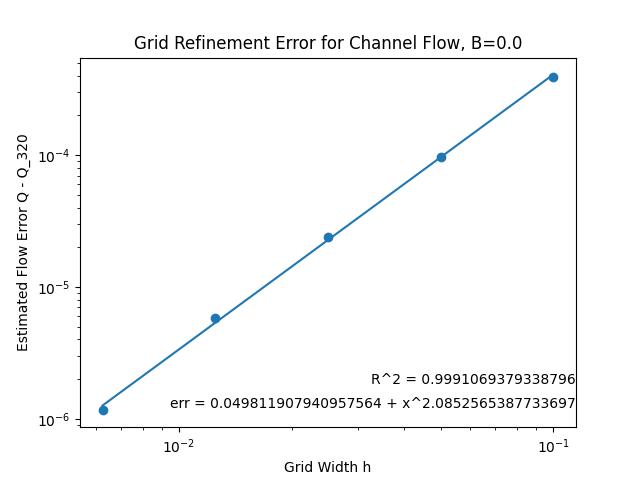 Grid Refinement Error for Channel Flow, B=0.0
Estimated Flow Error Q - Q_320
10⁻⁴
10⁻⁵
10⁻⁶
R^2 = 0.9991069379338796
err = 0.049811907940957564 + x^2.0852565387733697
10⁻²
10⁻¹
Grid Width h